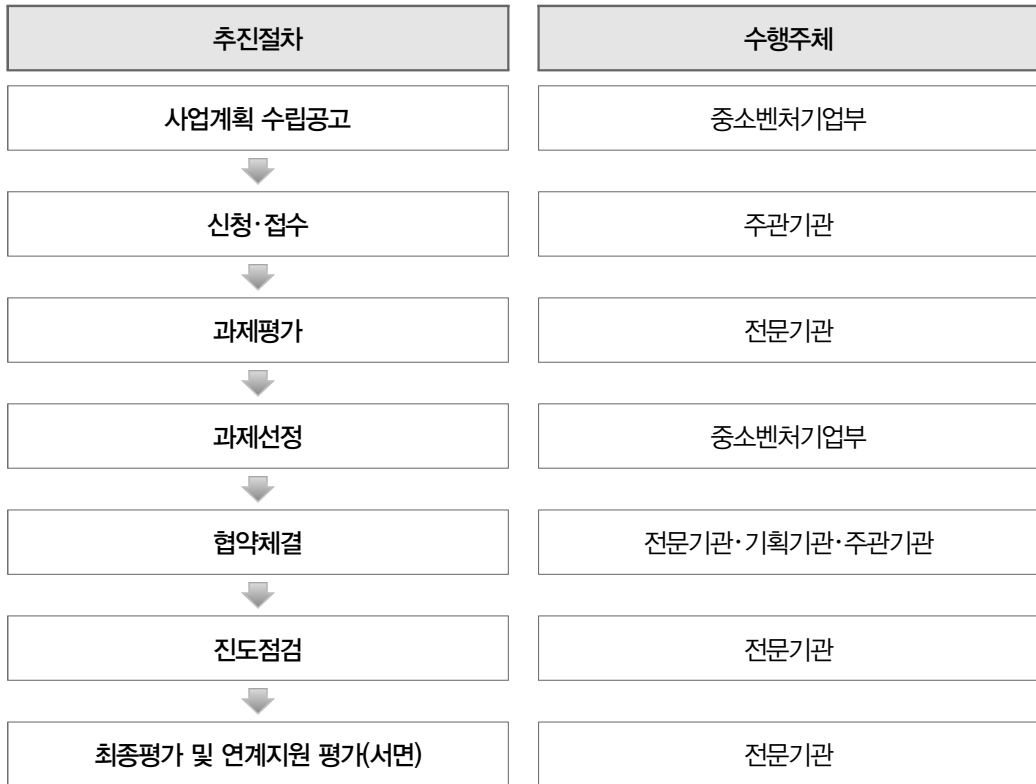 추진절차 수행주체
사업계획 수립공고 중소벤처기업부
신청·접수 주관기관
과제평가 전문기관
과제선정 중소벤처기업부
협약체결 전문기관·기획기관·주관기관
진도점검 전문기관
최종평가 및 연계지원 평가(서면) 전문기관